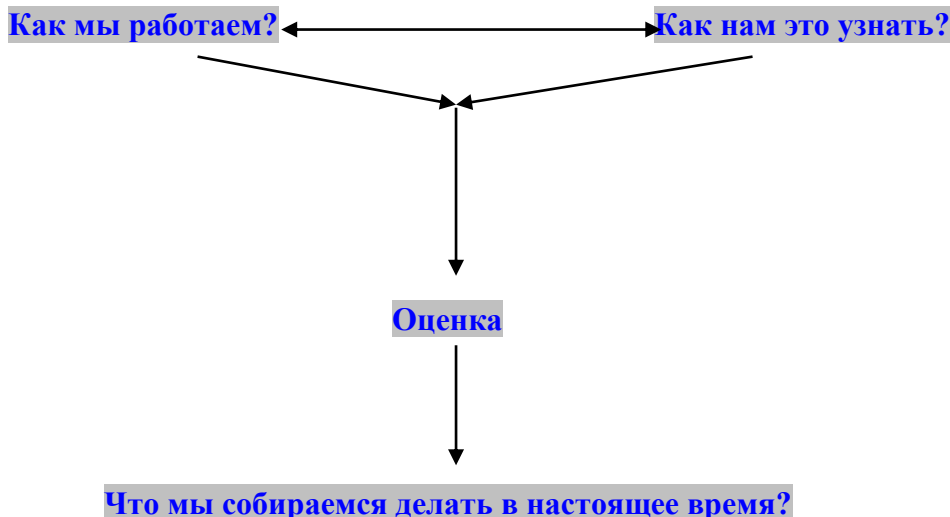 Как мы работаем? Как нам это узнать?
Оценка
Что мы собираемся делать в настоящее время?